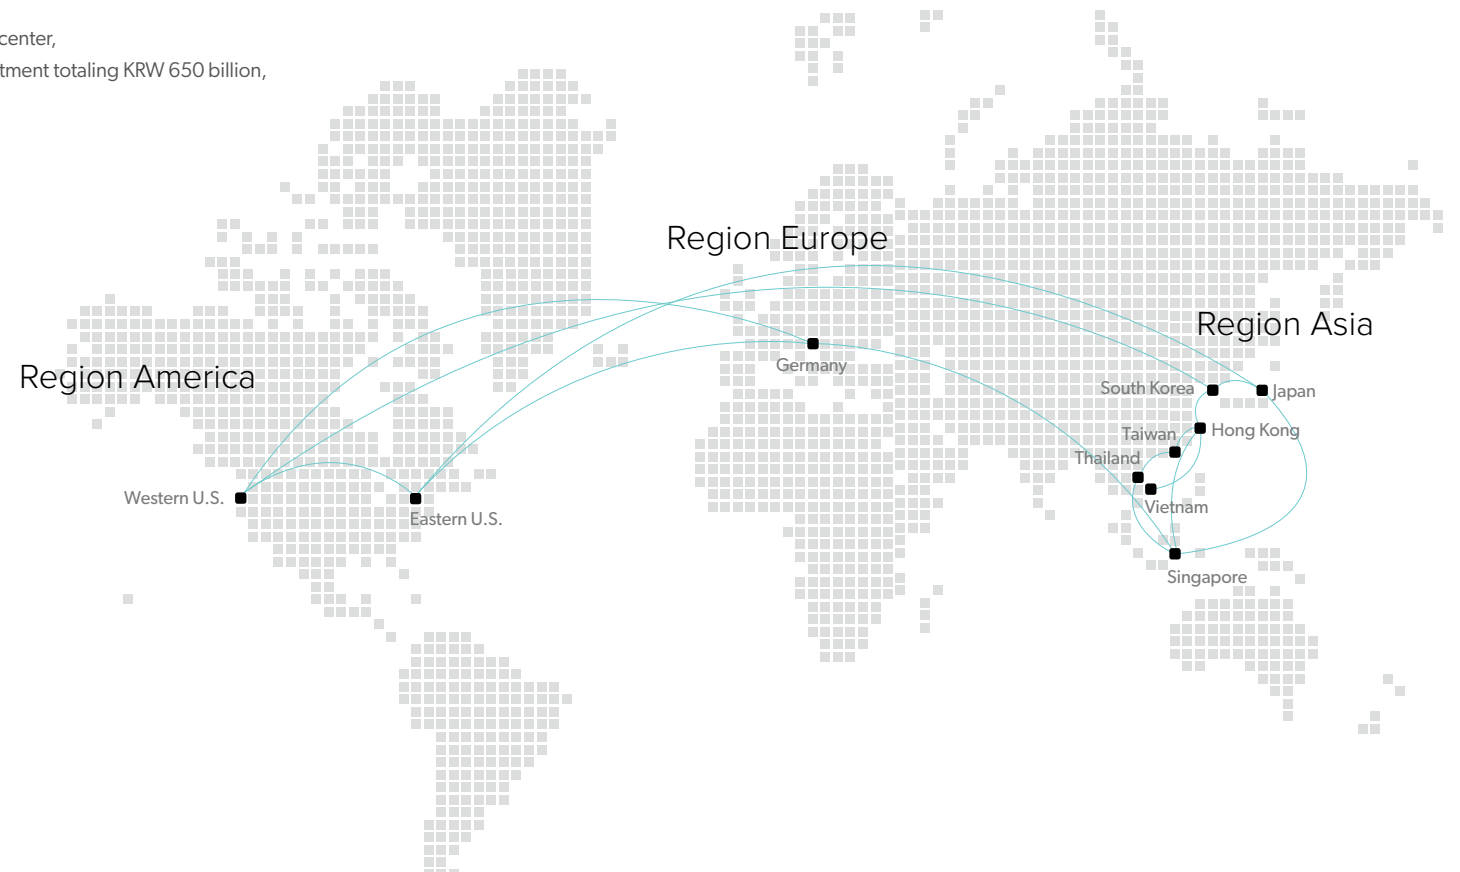 center,
tment totaling KRW 650 billion,
Region Europe
Region Asia
Region America
Germany
South Korea
Japan
Taiwan
Hong Kong
Thailand
Western U.S.
Vietnam
Eastern U.S.
Singapore